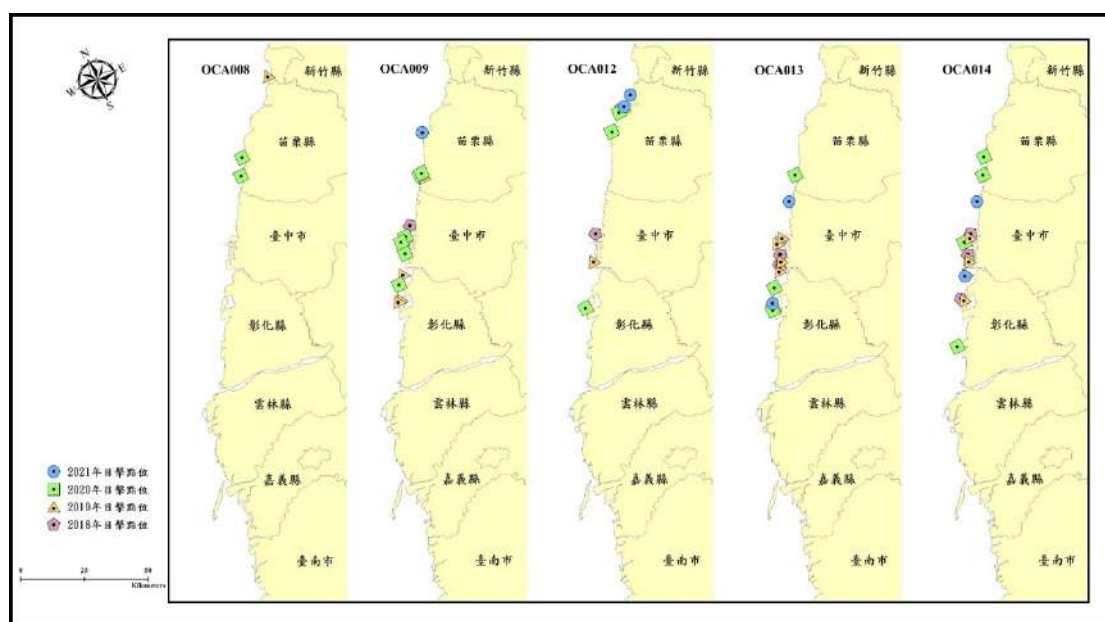 N
E
W
S
OCA008
新竹縣
苗栗縣
臺中市
彰化縣
雲林縣
嘉義縣
臺南市
OCA009
新竹縣
苗栗縣
臺中市
彰化縣
雲林縣
嘉義縣
臺南市
OCA012
新竹縣
苗栗縣
臺中市
彰化縣
雲林縣
嘉義縣
臺南市
OCA013
新竹縣
苗栗縣
臺中市
彰化縣
雲林縣
嘉義縣
臺南市
OCA014
新竹縣
苗栗縣
臺中市
彰化縣
雲林縣
嘉義縣
臺南市
2021年目擊點位
2020年目擊點位
2019年目擊點位
2018年目擊點位
0 25 50
Kilometers